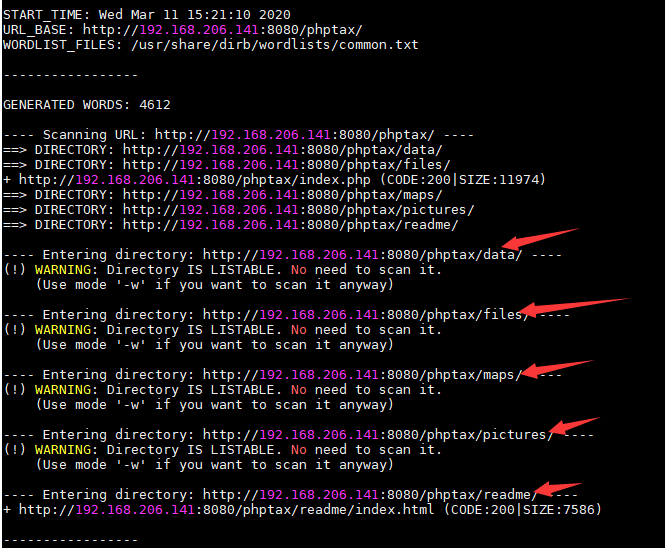 START_TIME: Wed Mar 11 15:21:10 2020
URL_BASE: http://192.168.206.141:8080/phptax/
WORDLIST_FILES: /usr/share/dirb/wordlists/common.txt
-----------------
GENERATED WORDS: 4612
---- Scanning URL: http://192.168.206.141:8080/phptax/ ----
==> DIRECTORY: http://192.168.206.141:8080/phptax/data/
==> DIRECTORY: http://192.168.206.141:8080/phptax/files/
+ http://192.168.206.141:8080/phptax/index.php (CODE:200|SIZE:11974)
==> DIRECTORY: http://192.168.206.141:8080/phptax/maps/
==> DIRECTORY: http://192.168.206.141:8080/phptax/pictures/
==> DIRECTORY: http://192.168.206.141:8080/phptax/readme/
---- Entering directory: http://192.168.206.141:8080/phptax/data/ ----
(!) WARNING: Directory IS LISTABLE. No need to scan it.
    (Use mode '-w' if you want to scan it anyway)
---- Entering directory: http://192.168.206.141:8080/phptax/files/ ----
(!) WARNING: Directory IS LISTABLE. No need to scan it.
    (Use mode '-w' if you want to scan it anyway)
---- Entering directory: http://192.168.206.141:8080/phptax/maps/ ----
(!) WARNING: Directory IS LISTABLE. No need to scan it.
    (Use mode '-w' if you want to scan it anyway)
---- Entering directory: http://192.168.206.141:8080/phptax/pictures/ ----
(!) WARNING: Directory IS LISTABLE. No need to scan it.
    (Use mode '-w' if you want to scan it anyway)
---- Entering directory: http://192.168.206.141:8080/phptax/readme/ ----
+ http://192.168.206.141:8080/phptax/readme/index.html (CODE:200|SIZE:7586)
-----------------